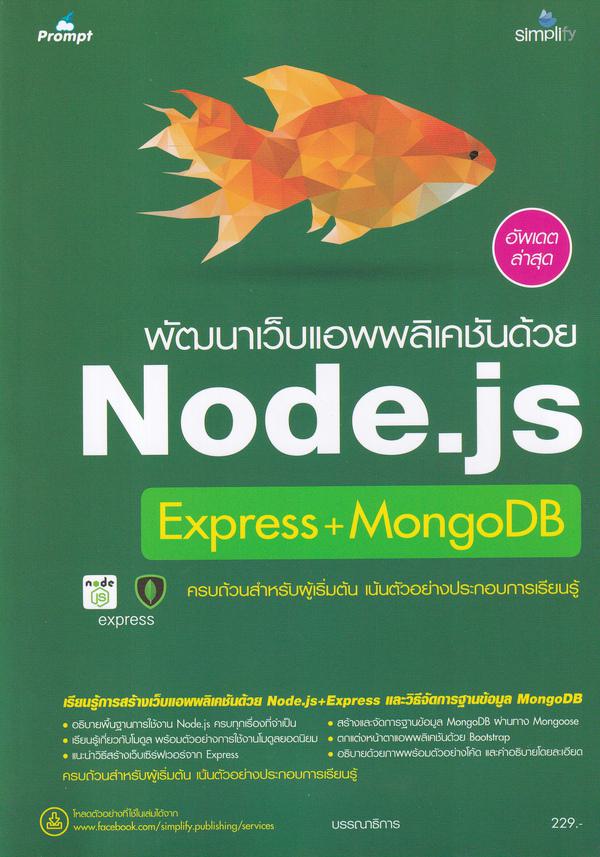 Prompt
simplify
อัพเดต
ล่าสุด
พัฒนาเว็บแอพพลิเคชันด้วย
Node.js
Express+MongoDB
node
JS
express
ครบถ้วนสำหรับผู้เริ่มต้น เน้นตัวอย่างประกอบการเรียนรู้
เรียนรู้การสร้างเว็บแอพพลิเคชันด้วย Node.js+Express และวิธีจัดการฐานข้อมูล MongoDB
• อธิบายพื้นฐานการใช้งาน Node.js ครบทุกเรื่องที่จำเป็น
• เรียนรู้เกี่ยวกับโมดูล พร้อมตัวอย่างการใช้งานโมดูลยอดนิยม
• แนะนำวิธีสร้างเว็บเซิร์ฟเวอร์จาก Express
• สร้างและจัดการฐานข้อมูล MongoDB ผ่านทาง Mongoose
• ตกแต่งหน้าตาแอพพลิเคชันด้วย Bootstrap
• อธิบายด้วยภาพพร้อมตัวอย่างโค้ด และคำอธิบายโดยละเอียด
ครบถ้วนสำหรับผู้เริ่มต้น เน้นตัวอย่างประกอบการเรียนรู้
โหลดตัวอย่างที่ใช้ในเล่มได้จาก
www.facebook.com/simplify.publishing/services
บรรณาธิการ
229.-